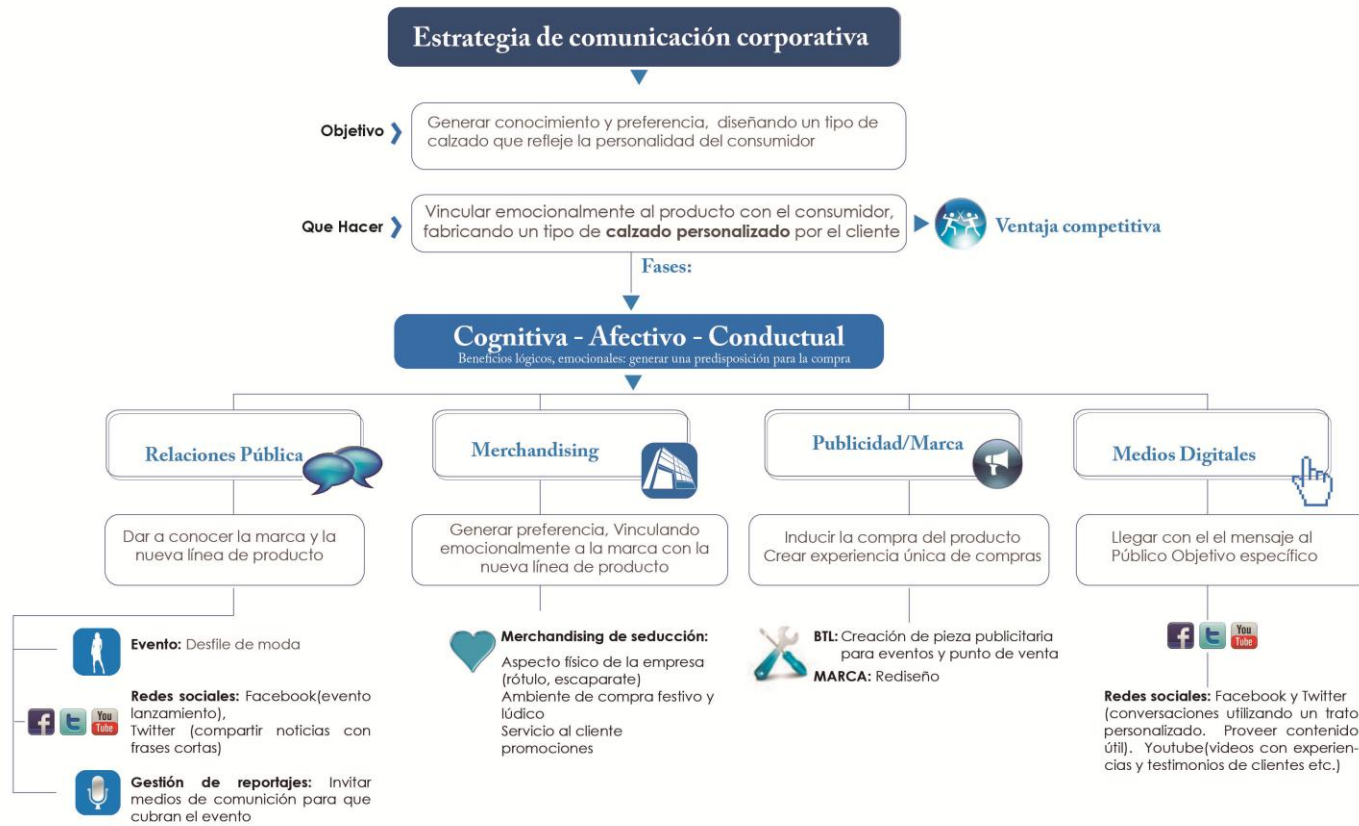 Estrategia de comunicación corporativa
Objetivo
Generar conocimiento y preferencia, diseñando un tipo de
calzado que refleje la personalidad del consumidor
Que Hacer
Vincular emocionalmente al producto con el consumidor,
fabricando un tipo de calzado personalizado por el cliente
Ventaja competitiva
Fases:
Cognitiva - Afectivo - Conductual
Beneficios lógicos, emocionales: generar una predisposición para la compra
Relaciones Pública
Dar a conocer la marca y la
nueva línea de producto
Evento: Desfile de moda
You
Tube
Redes sociales: Facebook(evento
lanzamiento),
Twitter (compartir noticias con
frases cortas)
Gestión de reportajes: Invitar
medios de comunición para que
cubran el evento
Merchandising
Generar preferencia, Vinculando
emocionalmente a la marca con la
nueva línea de producto
Merchandising de seducción:
Aspecto físico de la empresa
(rótulo, escaparate)
Ambiente de compra festivo y
lúdico
Servicio al cliente
promociones
Publicidad/Marca
Inducir la compra del producto
Crear experiencia única de compras
BTL: Creación de pieza publicitaria
para eventos y punto de venta
MARCA: Rediseño
Medios Digitales
Llegar con el el mensaje al
Público Objetivo específico
You
Tube
Redes sociales: Facebook y Twitter
(conversaciones utilizando un trato
personalizado. Proveer contenido
útil). Youtube(videos con experien-
cias y testimonios de clientes etc.)